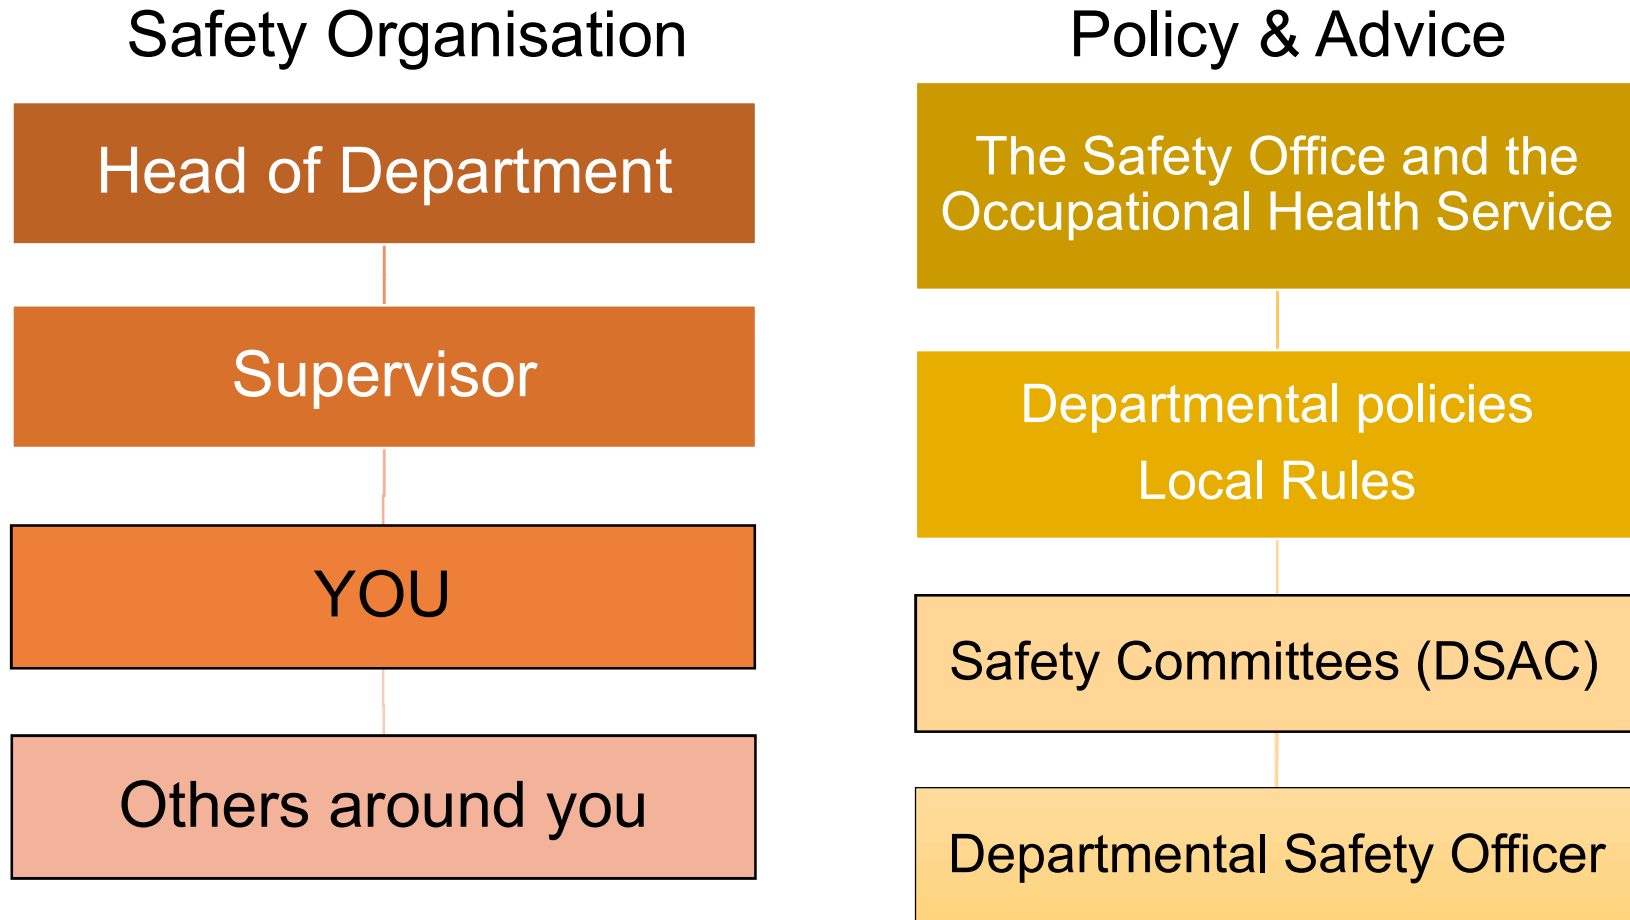 Safety Organisation
Head of Department
Supervisor
YOU
Others around you
Policy & Advice
The Safety Office and the
Occupational Health Service
Departmental policies
Local Rules
Safety Committees (DSAC)
Departmental Safety Officer